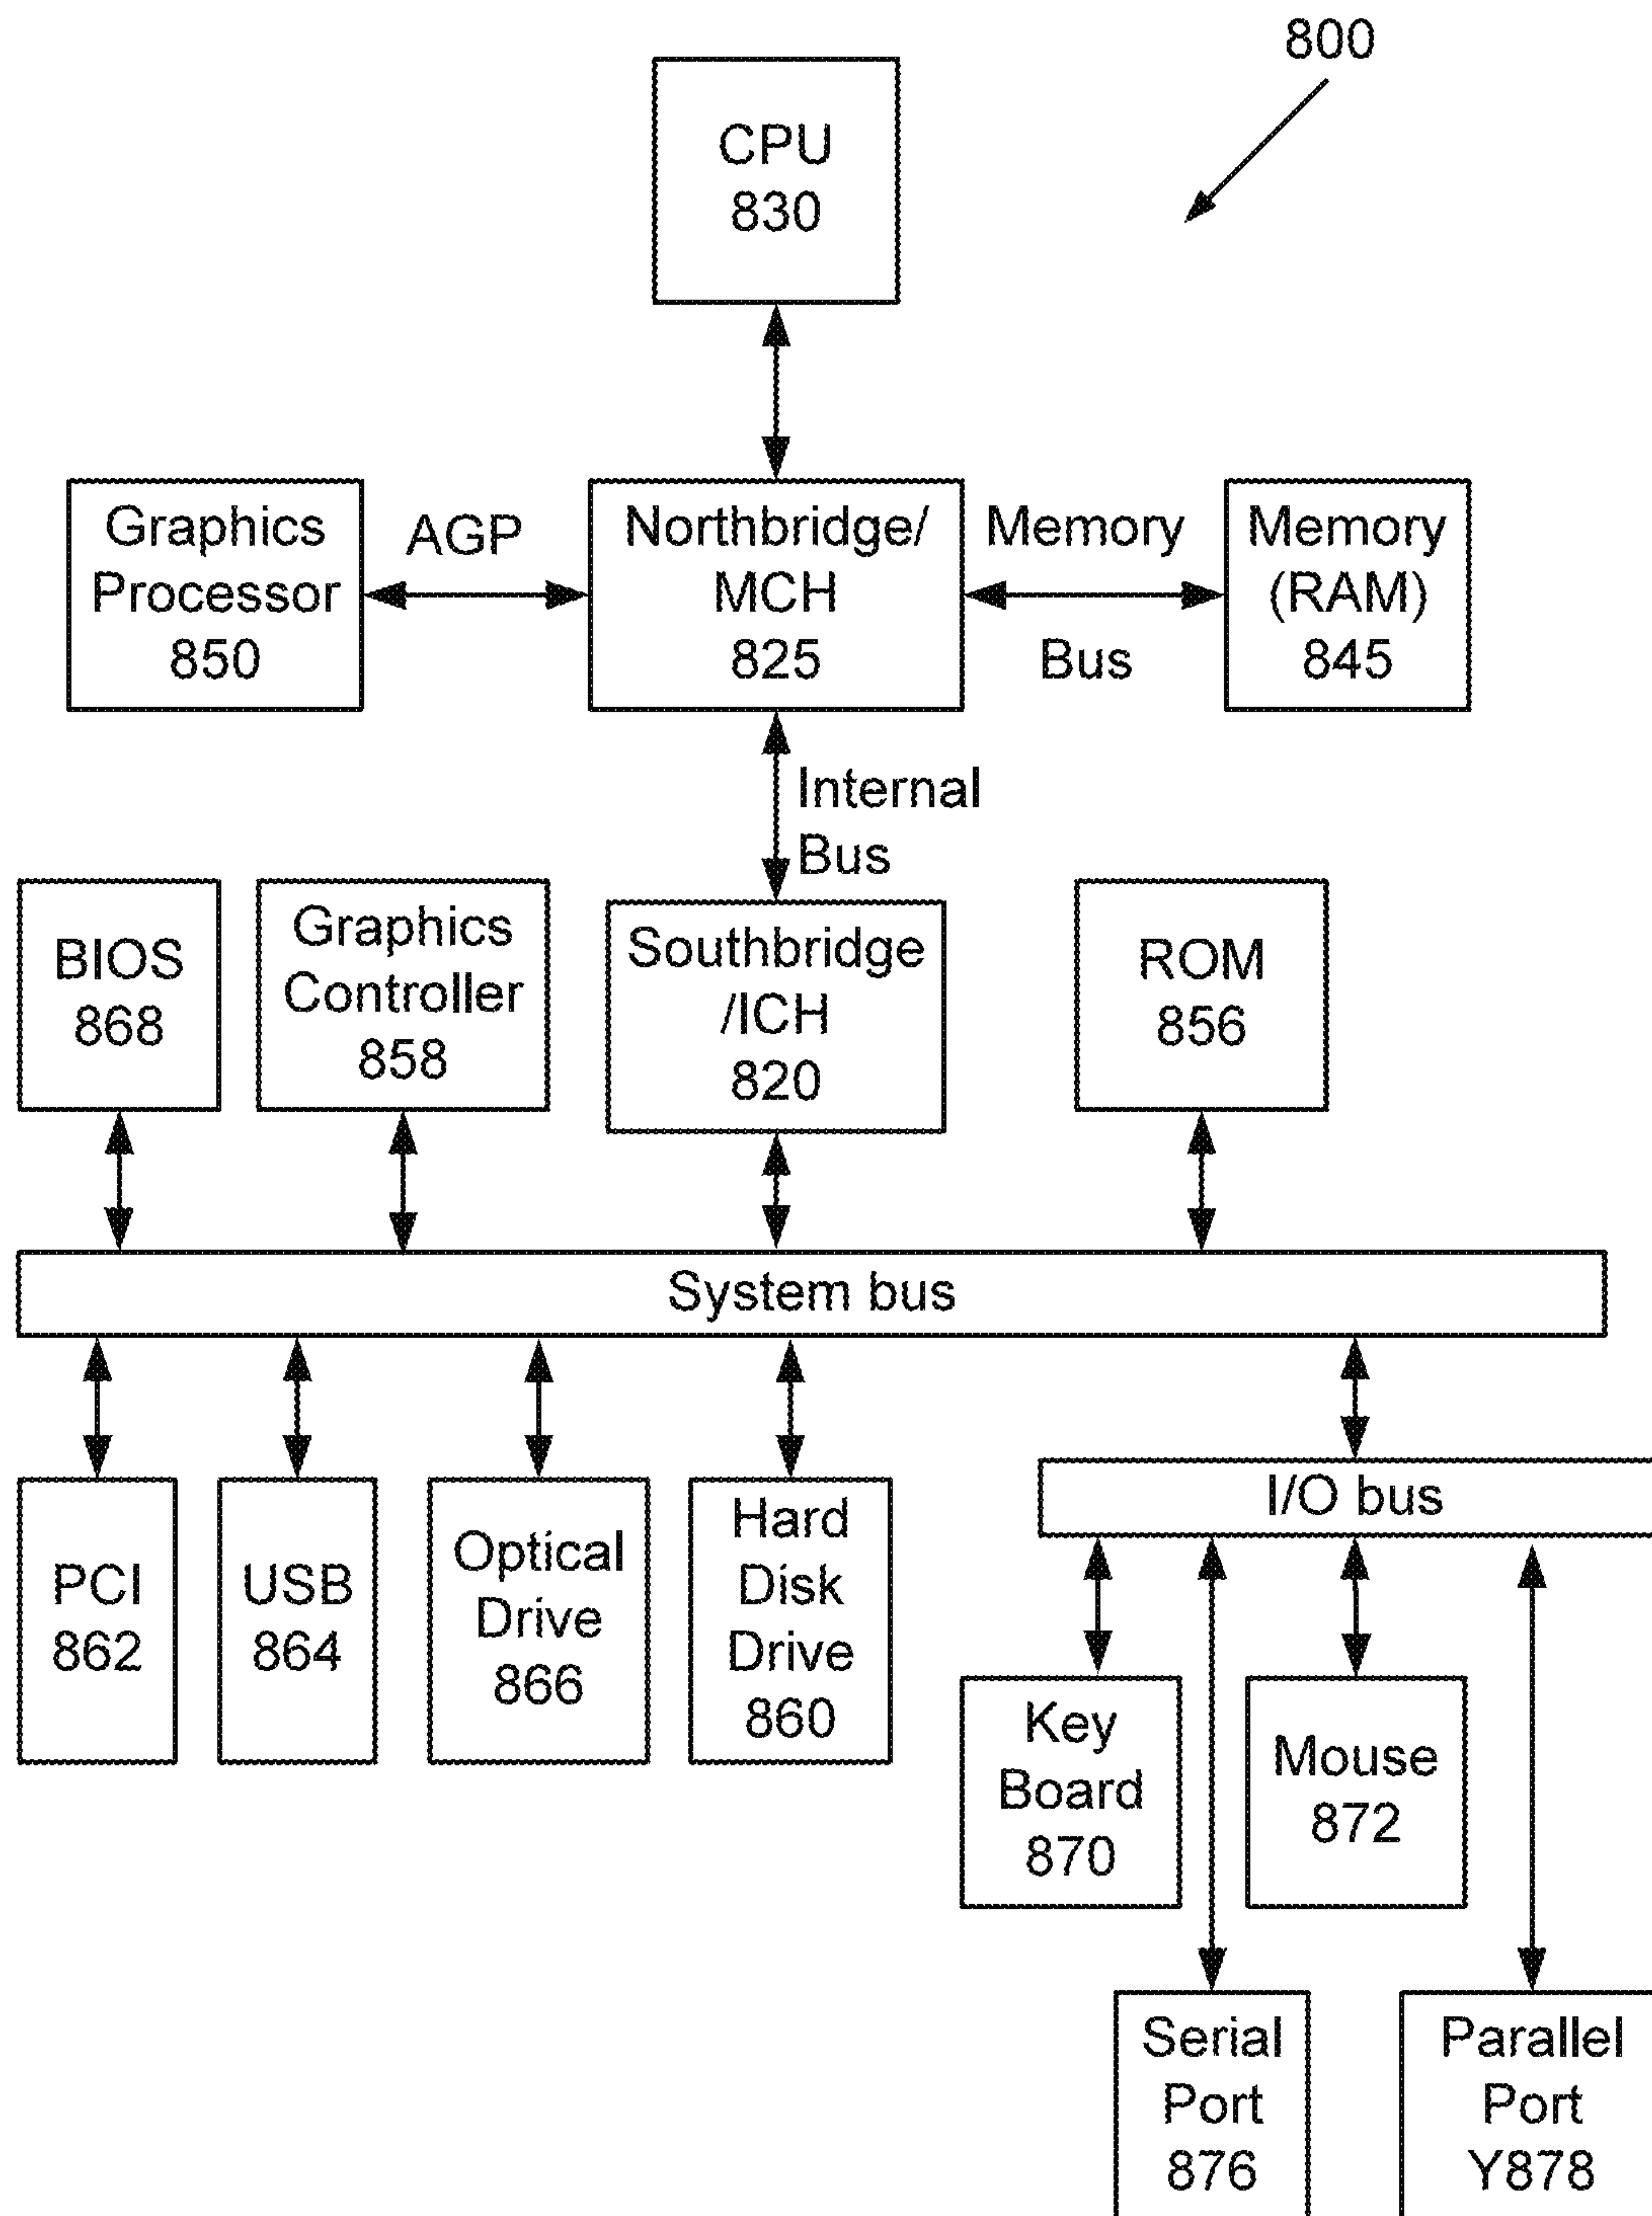 800
CPU
830
Graphics
Processor
850
AGP
Northbridge/
MCH
825
Memory
Bus
Memory
(RAM)
845
Internal
Bus
BIOS
868
Graphics
Controller
858
Southbridge
/ICH
820
ROM
856
System bus
PCI
862
USB
864
Optical
Drive
866
Hard
Disk
Drive
860
I/O bus
Key
Board
870
Mouse
872
Serial
Port
876
Parallel
Port
Y878